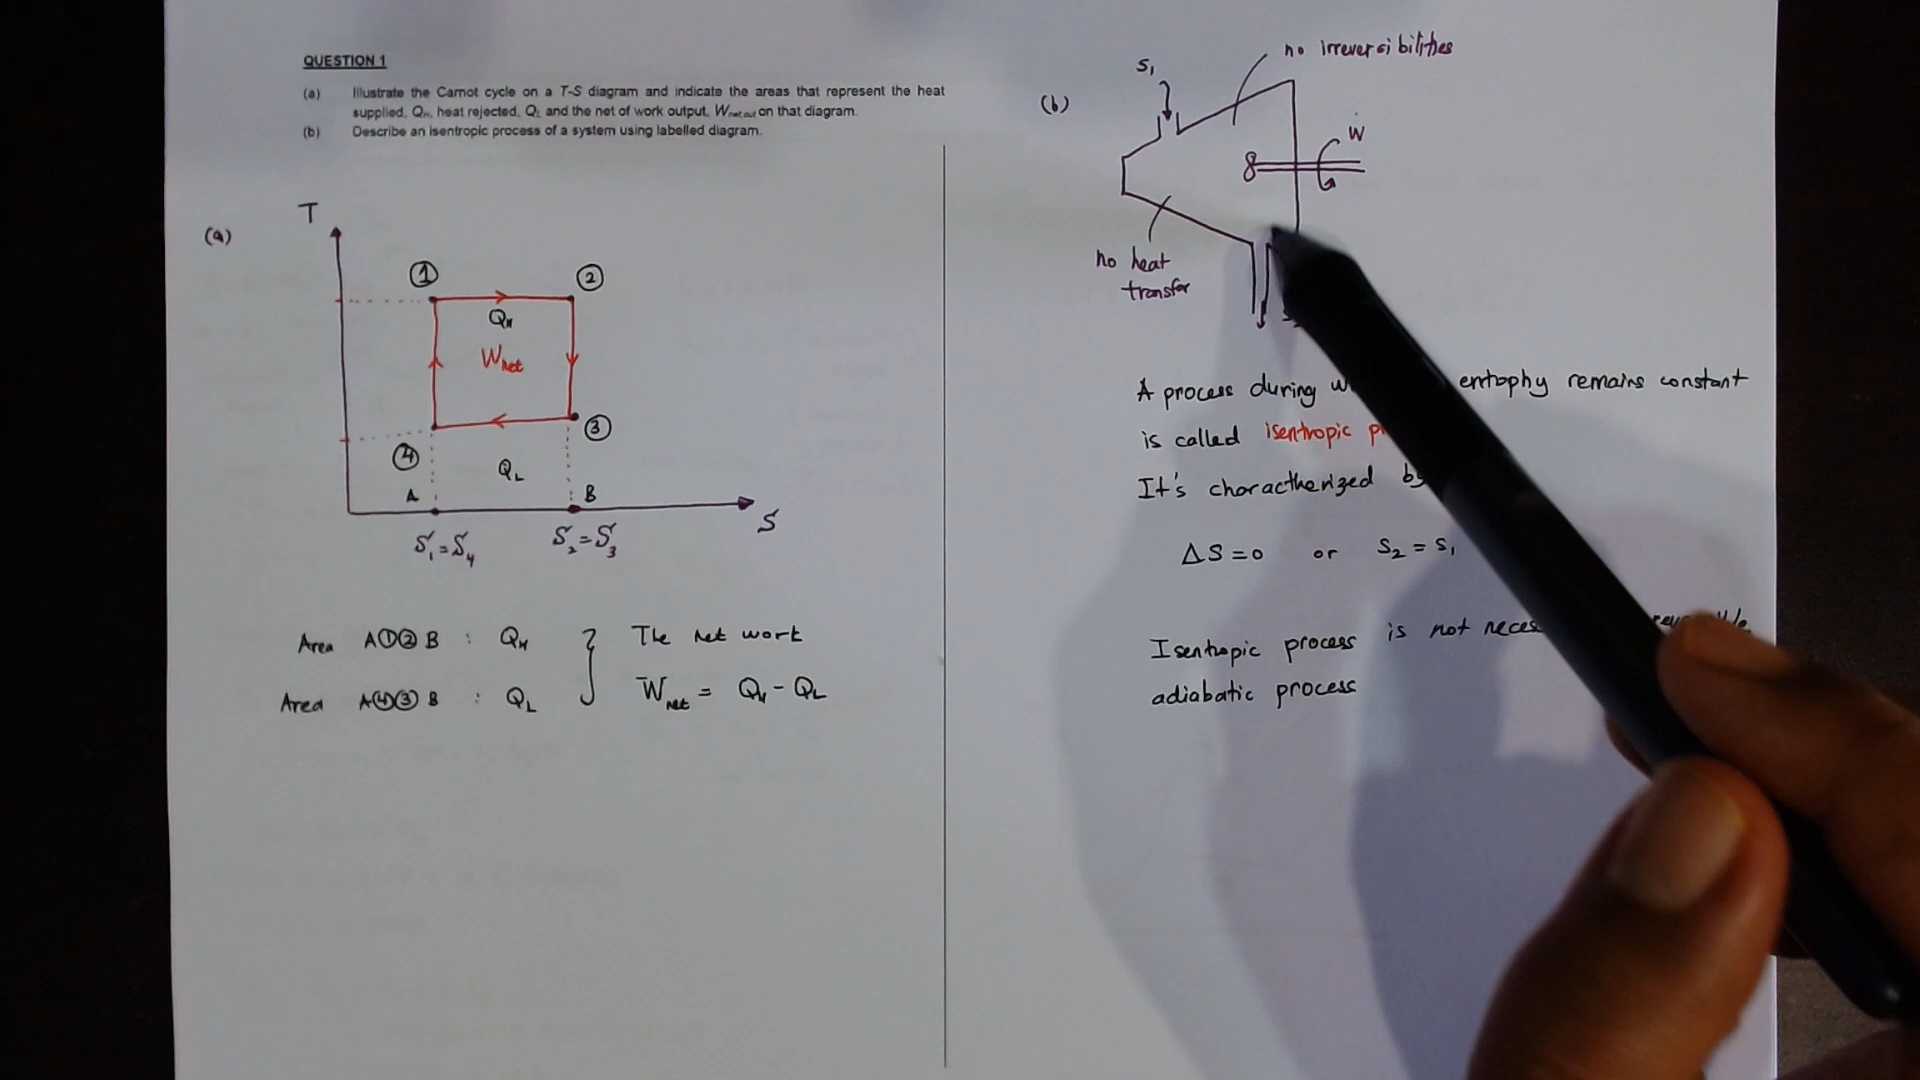 QUESTION 1
(a) Illustrate the Carnot cycle on a T-S diagram and indicate the areas that represent the heat
supplied, QH, heat rejected, QL and the net of work output, Wnet,out on that diagram.
(b) Describe an isentropic process of a system using labelled diagram.
(a)
T
① ②
QH
Wnet
③
④
QL
A B
S
S1=S4 S2=S3
Area A①②B : QH
Area A④③B : QL
The net work
Wnet = QH - QL
(b)
S1
no irreversibilities
Ẇ
no heat
transfer
A process during entophy remains constant
is called isentropic
It's charactherized
ΔS=0 or S2 = S1
Isentropic process is not
adiabatic process